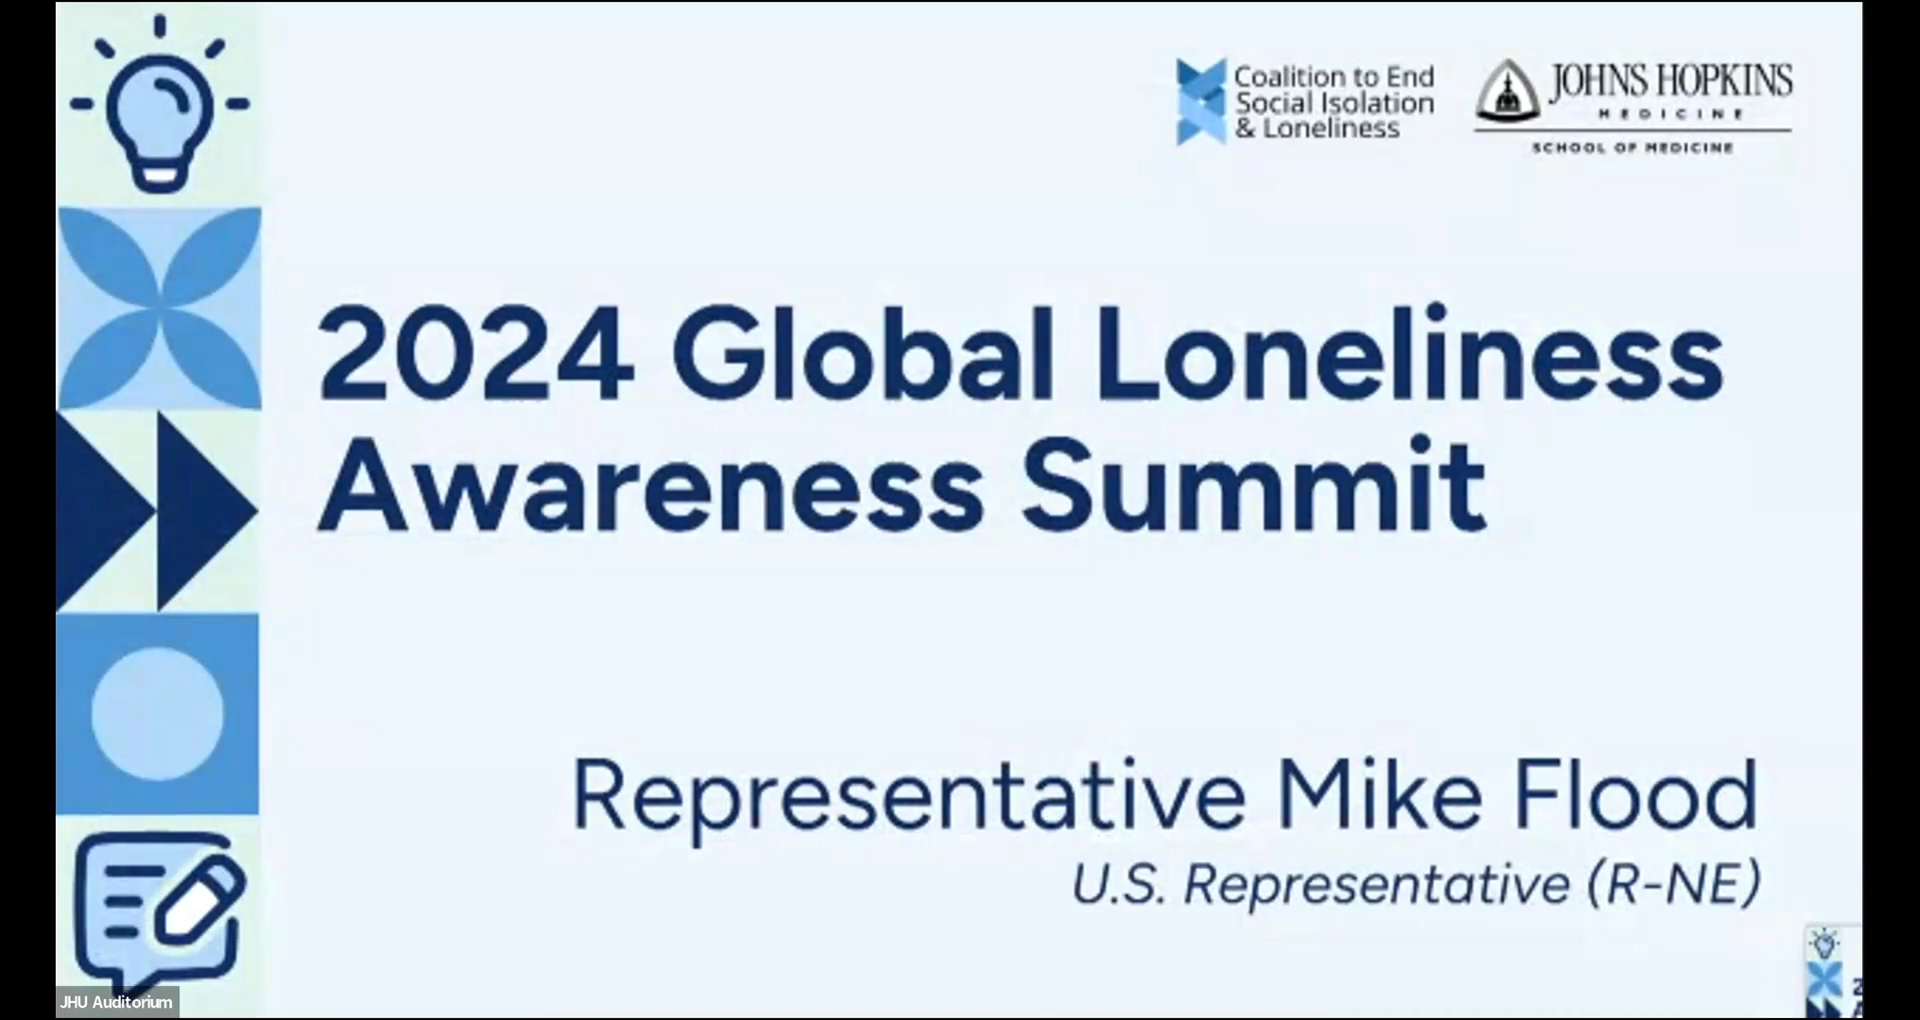 Coalition to End
Social Isolation
& Loneliness
JOHNS HOPKINS
MEDICINE
SCHOOL OF MEDICINE
2024 Global Loneliness
Awareness Summit
Representative Mike Flood
U.S. Representative (R-NE)
JHU Auditorium